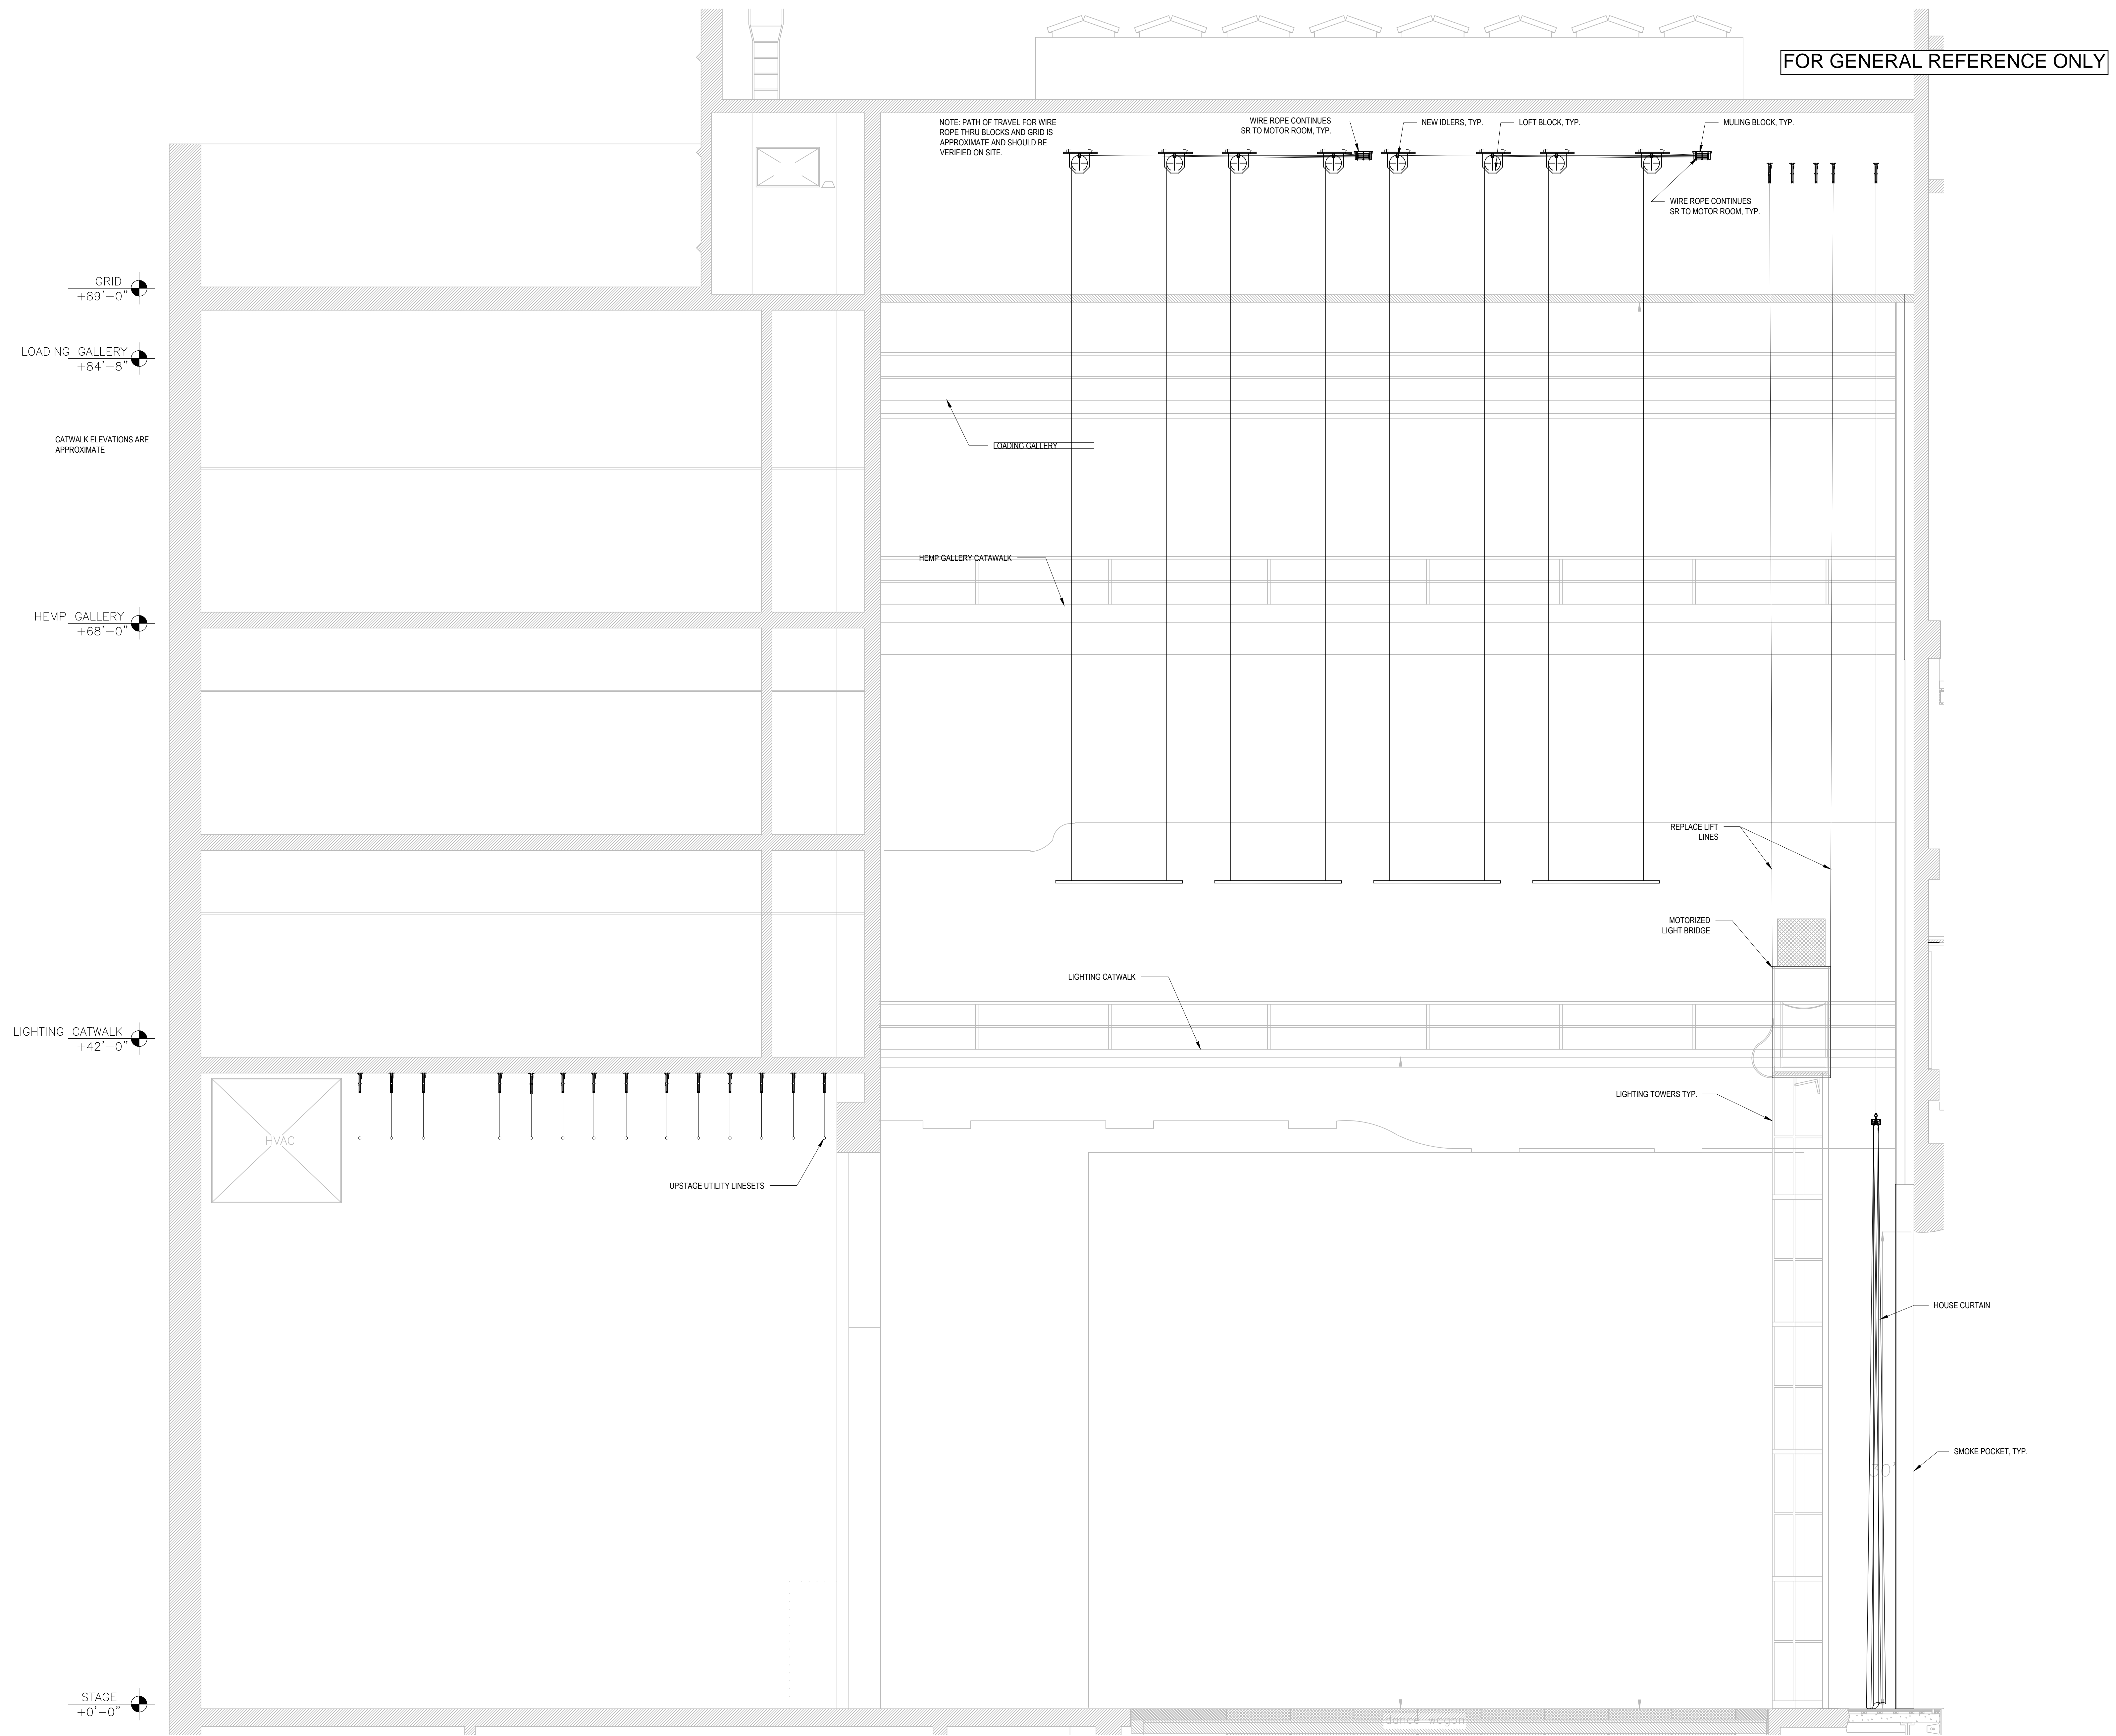 FOR GENERAL REFERENCE ONLY
NOTE: PATH OF TRAVEL FOR WIRE
ROPE THRU BLOCKS AND GRID IS
APPROXIMATE AND SHOULD BE
VERIFIED ON SITE.
WIRE ROPE CONTINUES
SR TO MOTOR ROOM, TYP.
NEW IDLERS, TYP.
LOFT BLOCK, TYP.
MULING BLOCK, TYP.
WIRE ROPE CONTINUES
SR TO MOTOR ROOM, TYP.
GRID
+89'-0"
LOADING GALLERY
+84'-8"
CATWALK ELEVATIONS ARE
APPROXIMATE
LOADING GALLERY
HEMP GALLERY CATAWALK
HEMP GALLERY
+68'-0"
REPLACE LIFT
LINES
MOTORIZED
LIGHT BRIDGE
LIGHTING CATWALK
LIGHTING CATWALK
+42'-0"
LIGHTING TOWERS TYP.
HVAC
UPSTAGE UTILITY LINESETS
HOUSE CURTAIN
SMOKE POCKET, TYP.
STAGE
+0'-0"
dance wagon